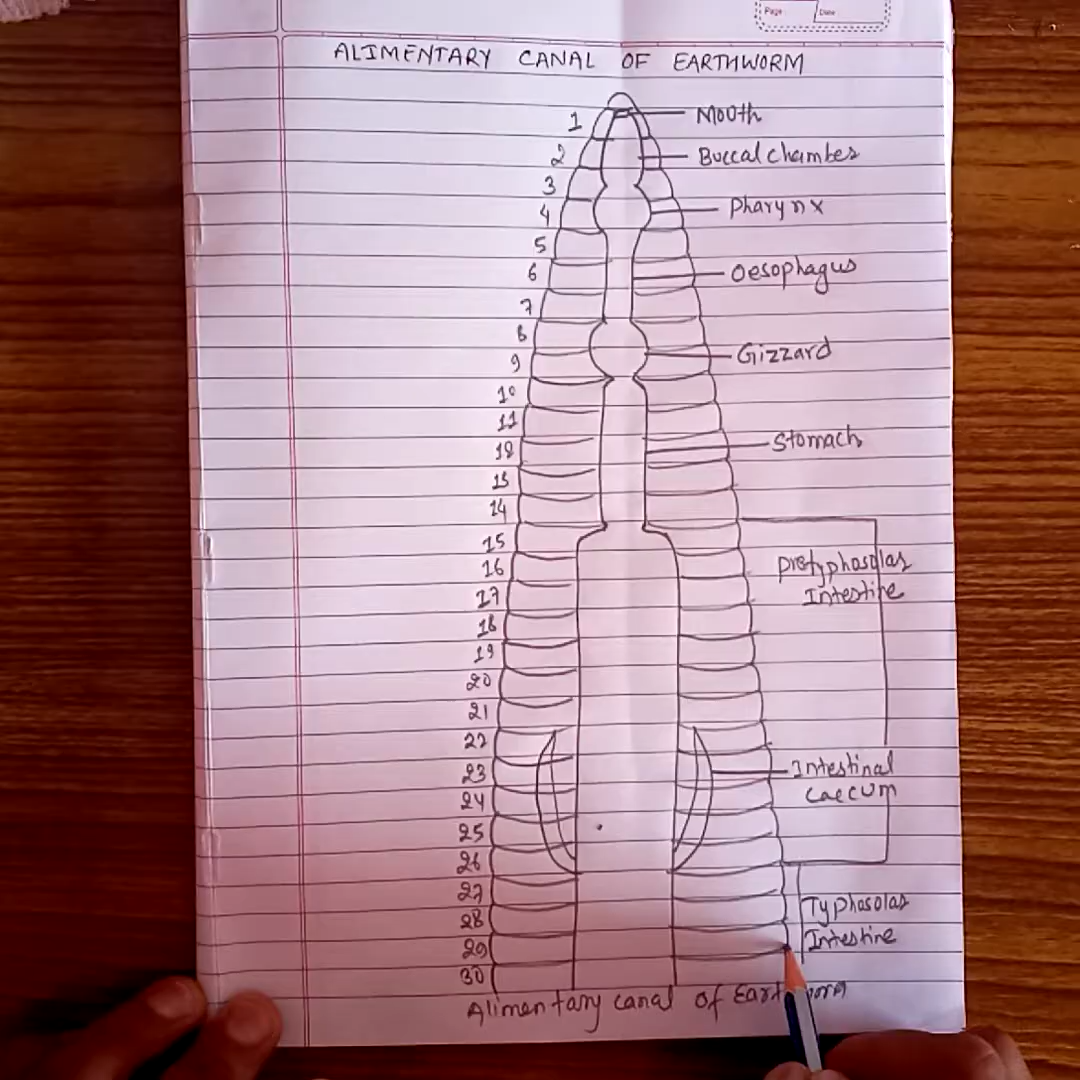 Page
Date
ALIMENTARY CANAL OF EARTHWORM
1
Mouth
2
Buccal chamber
3
4
Pharynx
5
6
Oesophagus
7
8
9
Gizzard
10
11
12
Stomach
13
14
15
16
Pretyphosolar
Intestine
17
18
19
20
21
22
23
Intestinal
24
caecum
25
26
27
28
Typhosolar
29
Intestine
30
Alimentary canal of